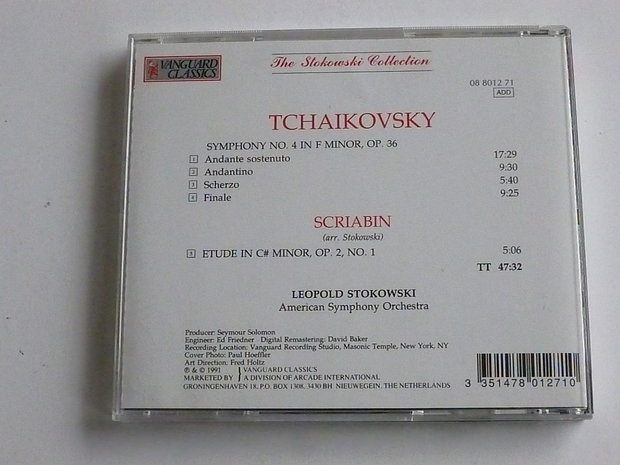 VANGUARD
CLASSICS
The Stokowski Collection
08 8012 71
ADD
TCHAIKOVSKY
SYMPHONY NO. 4 IN F MINOR, OP. 36
1 Andante sostenuto 17:29
2 Andantino 9:30
3 Scherzo 5:40
4 Finale 9:25
SCRIABIN
(arr. Stokowski)
5 ETUDE IN C# MINOR, OP. 2, NO. 1 5:06
TT 47:32
LEOPOLD STOKOWSKI
American Symphony Orchestra
Producer: Seymour Solomon
Engineer: Ed Friedner · Digital Remastering: David Baker
Recording Location: Vanguard Recording Studio, Masonic Temple, New York, NY
Cover Photo: Paul Hoeffler
Art Direction: Fred Holtz
℗ & © 1991 VANGUARD CLASSICS
MARKETED BY A DIVISION OF ARCADE INTERNATIONAL
GRONINGENHAVEN 18, P.O. BOX 1308, 3430 BH NIEUWEGEIN, THE NETHERLANDS
3 351478 012710